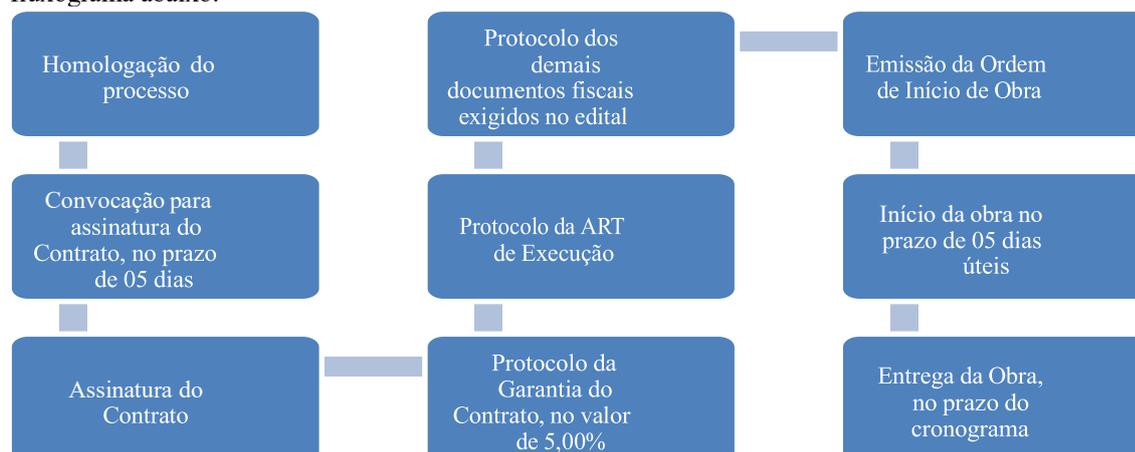 fluxograma abaixo:
Homologação do
processo
Convocação para
assinatura do
Contrato, no prazo
de 05 dias
Assinatura do
Contrato
Protocolo da
Garantia do
Contrato, no valor
de 5,00%
Protocolo da ART
de Execução
Protocolo dos
demais
documentos fiscais
exigidos no edital
Emissão da Ordem
de Início de Obra
Início da obra no
prazo de 05 dias
úteis
Entrega da Obra,
no prazo do
cronograma